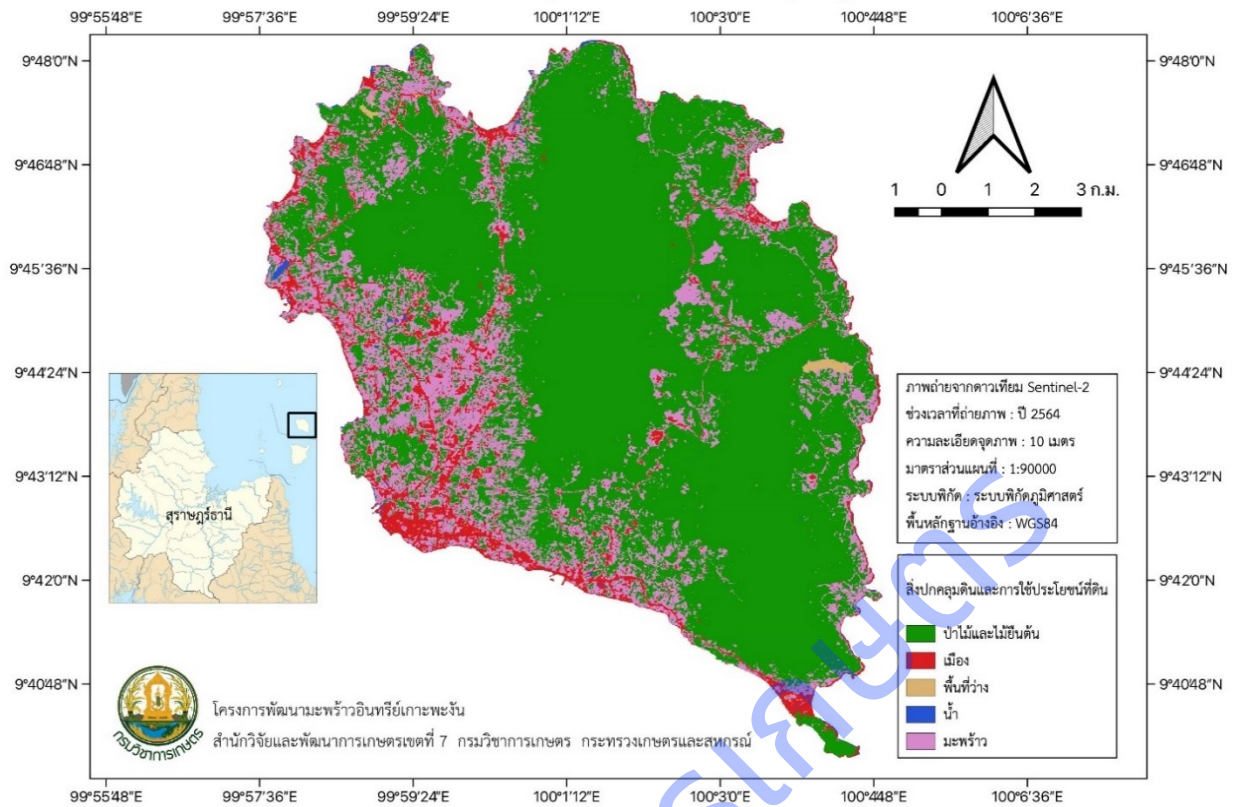 99°55'48"E 99°57'36"E 99°59'24"E 100°1'12"E 100°3'0"E 100°4'48"E 100°6'36"E
9°48'0"N 9°48'0"N
9°46'48"N 9°46'48"N
1 0 1 2 3 ก.ม.
9°45'36"N 9°45'36"N
9°44'24"N 9°44'24"N
ภาพถ่ายจากดาวเทียม Sentinel-2
ช่วงเวลาที่ถ่ายภาพ : ปี 2564
ความละเอียดจุดภาพ : 10 เมตร
มาตราส่วนแผนที่ : 1:90000
ระบบพิกัด : ระบบพิกัดภูมิศาสตร์
พื้นหลักฐานอ้างอิง : WGS84
9°43'12"N 9°43'12"N
สุราษฎร์ธานี
9°42'0"N 9°42'0"N
สิ่งปกคลุมดินและการใช้ประโยชน์ที่ดิน
ป่าไม้และไม้ยืนต้น
เมือง
พื้นที่ว่าง
น้ำ
มะพร้าว
9°40'48"N 9°40'48"N
กรมวิชาการเกษตร
โครงการพัฒนามะพร้าวอินทรีย์เกาะพะงัน
สำนักวิจัยและพัฒนาการเกษตรเขตที่ 7 กรมวิชาการเกษตร กระทรวงเกษตรและสหกรณ์
99°55'48"E 99°57'36"E 99°59'24"E 100°1'12"E 100°3'0"E 100°4'48"E 100°6'36"E